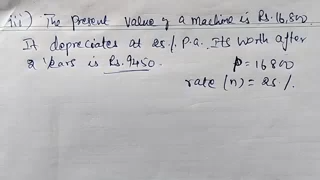 iii) The present value of a machine is Rs.16,800.
It depreciates at 25% p.a. Its worth after
2 Years is Rs.9450.
P=16800
rate (n) = 25%.